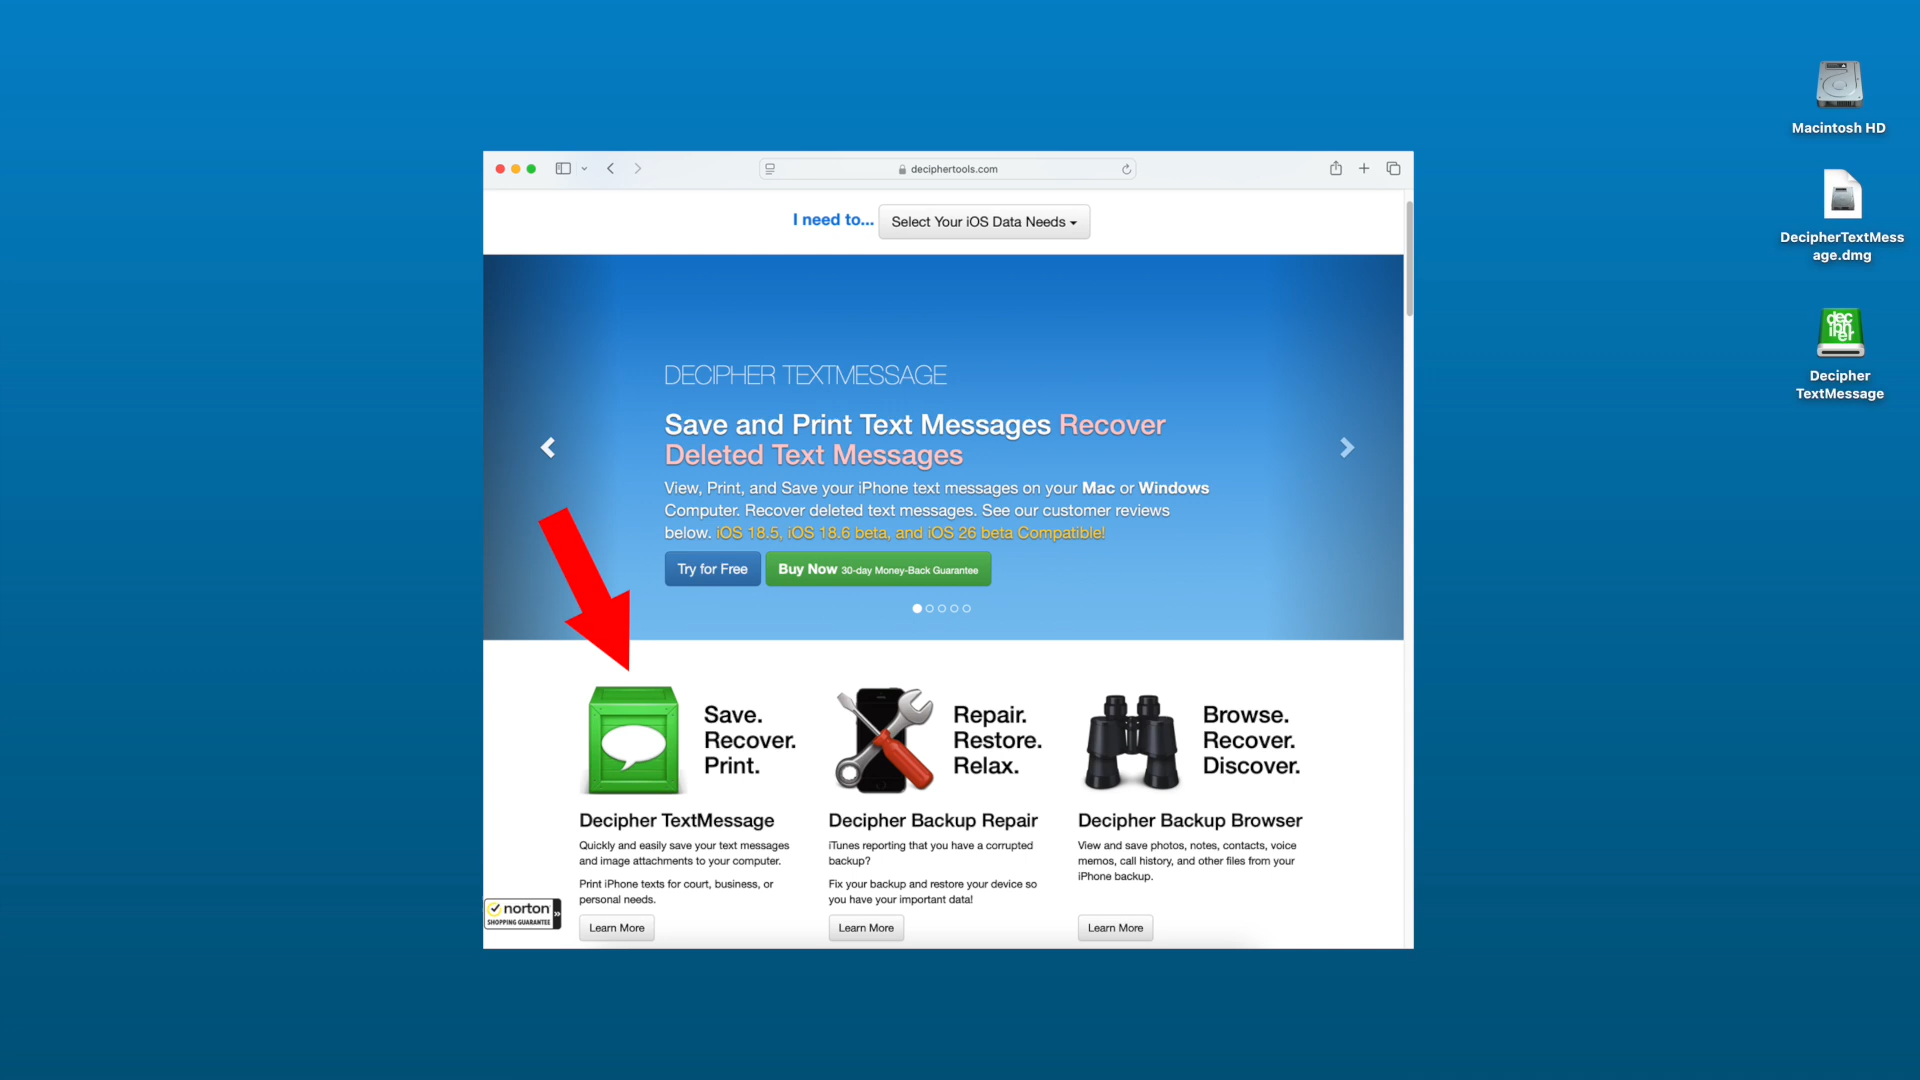 deciphertools.com
I need to... Select Your iOS Data Needs
DECIPHER TEXTMESSAGE
Save and Print Text Messages Recover
Deleted Text Messages
View, Print, and Save your iPhone text messages on your Mac or Windows
Computer. Recover deleted text messages. See our customer reviews
below. iOS 18.5, iOS 18.6 beta, and iOS 26 beta Compatible!
Try for Free
Buy Now 30-day Money-Back Guarantee
Save.
Recover.
Print.
Decipher TextMessage
Quickly and easily save your text messages
and image attachments to your computer.
Print iPhone texts for court, business, or
personal needs.
Learn More
Repair.
Restore.
Relax.
Decipher Backup Repair
iTunes reporting that you have a corrupted
backup?
Fix your backup and restore your device so
you have your important data!
Learn More
Browse.
Recover.
Discover.
Decipher Backup Browser
View and save photos, notes, contacts, voice
memos, call history, and other files from your
iPhone backup.
Learn More
norton
SHOPPING GUARANTEE
Macintosh HD
DecipherTextMess
age.dmg
dec
iph
er
Decipher
TextMessage